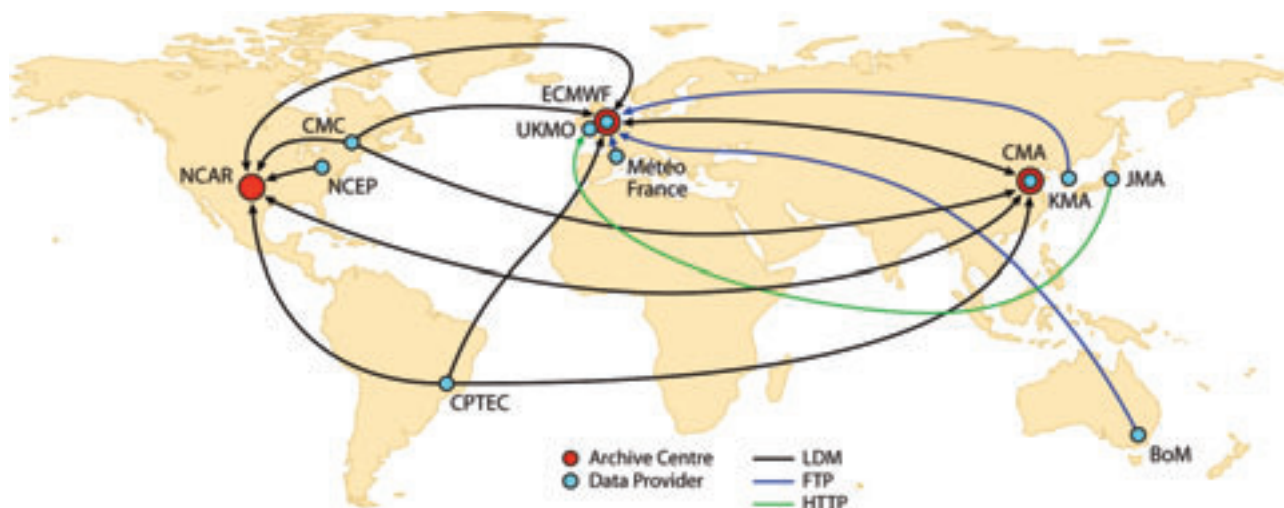 ECMWF
CMC
UKMO
NCAR
NCEP
Météo
France
CMA
KMA
JMA
CPTEC
BoM
Archive Centre
Data Provider
LDM
FTP
HTTP